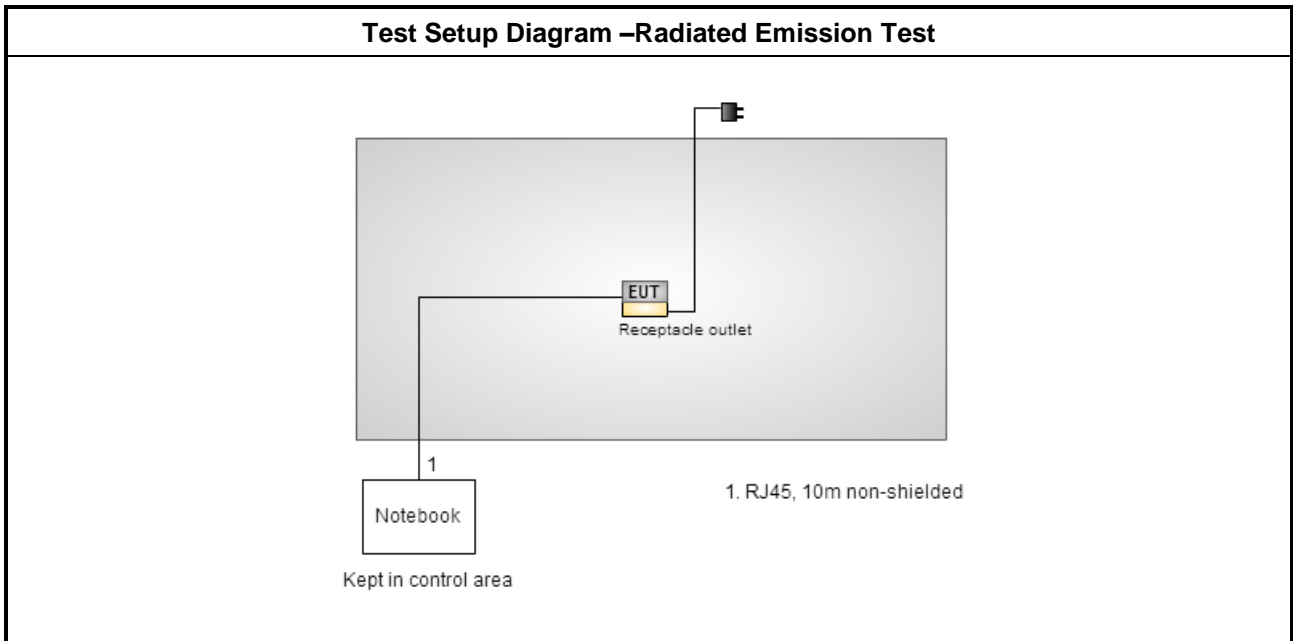 Test Setup Diagram –Radiated Emission Test
EUT
Receptacle outlet
1
Notebook
1. RJ45, 10m non-shielded
Kept in control area